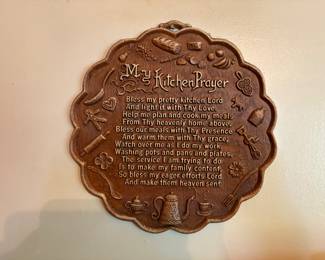 My Kitchen Prayer
Bless my pretty kitchen Lord
And light it with Thy Love.
Help me plan and cook my meals
From Thy heavenly home above.
Bless our meals with Thy Presence
And warm them with Thy grace,
Watch over me as I do my work,
Washing pots and pans and plates,
The service I am trying to do
Is to make my family content,
So bless my eager efforts Lord
And make them heaven sent